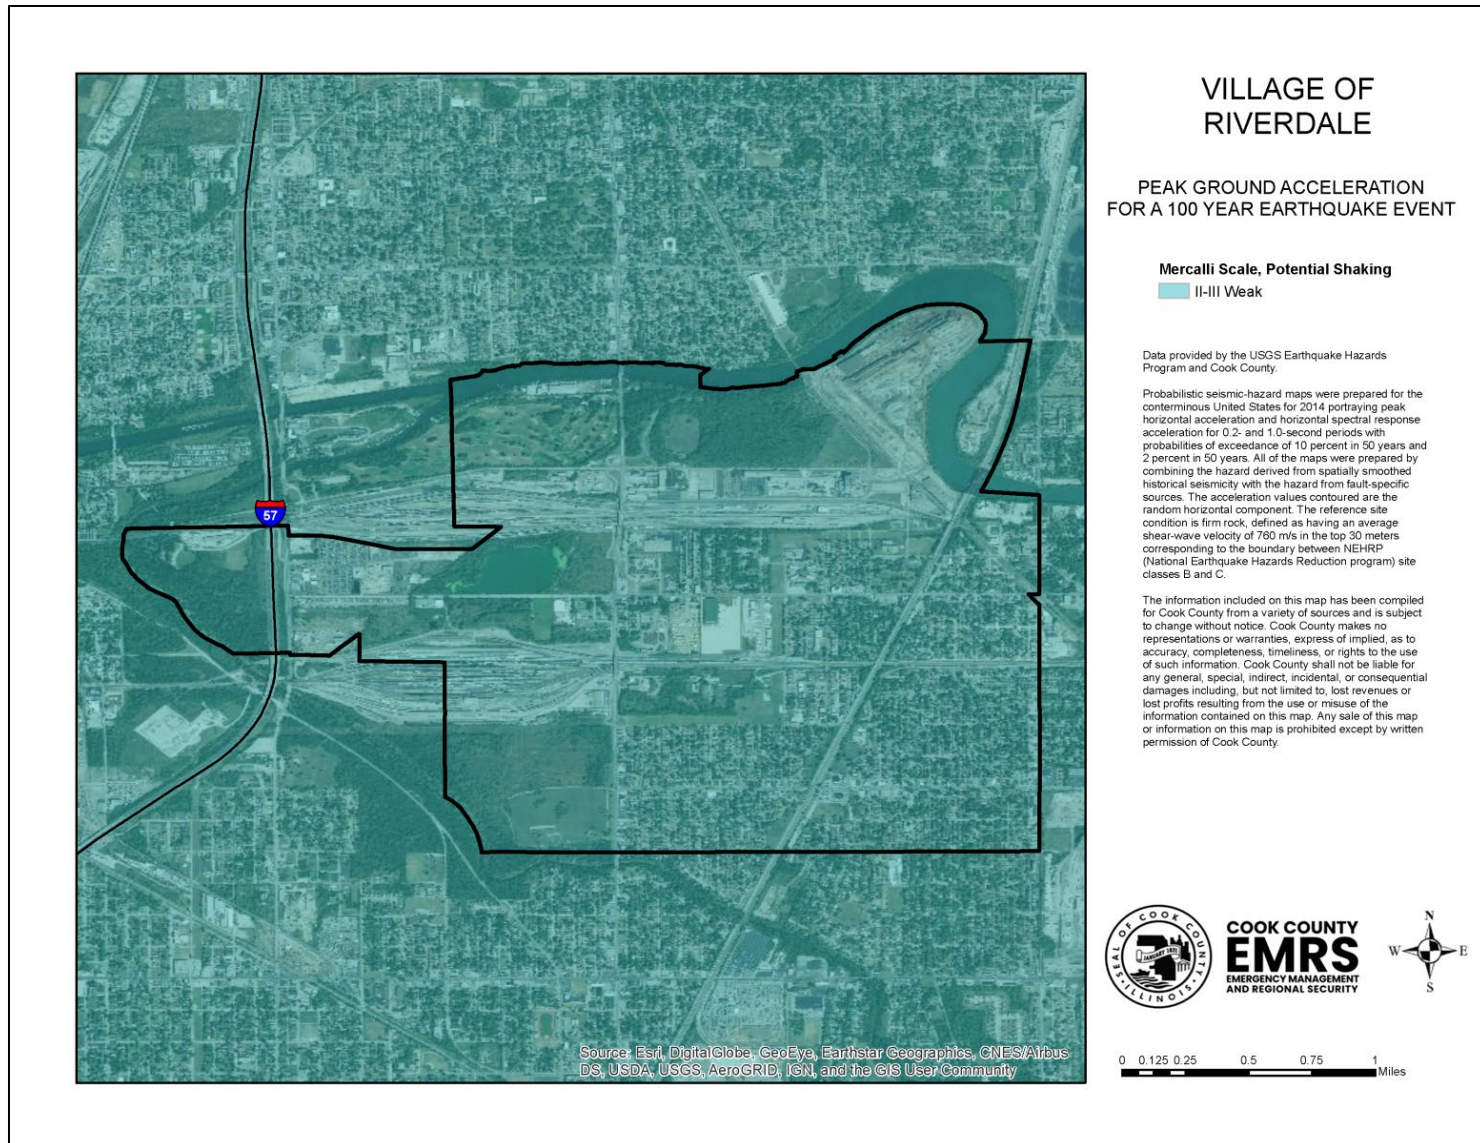 VILLAGE OF
RIVERDALE
PEAK GROUND ACCELERATION
FOR A 100 YEAR EARTHQUAKE EVENT
Mercalli Scale, Potential Shaking
II-III Weak
Data provided by the USGS Earthquake Hazards
Program and Cook County.
Probabilistic seismic-hazard maps were prepared for the
conterminous United States for 2014 portraying peak
horizontal acceleration and horizontal spectral response
acceleration for 0.2- and 1.0-second periods with
probabilities of exceedance of 10 percent in 50 years and
2 percent in 50 years. All of the maps were prepared by
combining the hazard derived from spatially smoothed
historical seismicity with the hazard from fault-specific
sources. The acceleration values contoured are the
random horizontal component. The reference site
condition is firm rock, defined as having an average
shear-wave velocity of 760 m/s in the top 30 meters
corresponding to the boundary between NEHRP
(National Earthquake Hazards Reduction program) site
classes B and C.
The information included on this map has been compiled
for Cook County from a variety of sources and is subject
to change without notice. Cook County makes no
representations or warranties, express of implied, as to
accuracy, completeness, timeliness, or rights to the use
of such information. Cook County shall not be liable for
any general, special, indirect, incidental, or consequential
damages including, but not limited to, lost revenues or
lost profits resulting from the use or misuse of the
information contained on this map. Any sale of this map
or information on this map is prohibited except by written
permission of Cook County.
57
SEAL OF COOK COUNTY
JANUARY 1831
ILLINOIS
COOK COUNTY
EMRS
EMERGENCY MANAGEMENT
AND REGIONAL SECURITY
N
W E
S
Source: Esri, DigitalGlobe, GeoEye, Earthstar Geographics, CNES/Airbus
DS, USDA, USGS, AeroGRID, IGN, and the GIS User Community
0 0.125 0.25 0.5 0.75 1
Miles